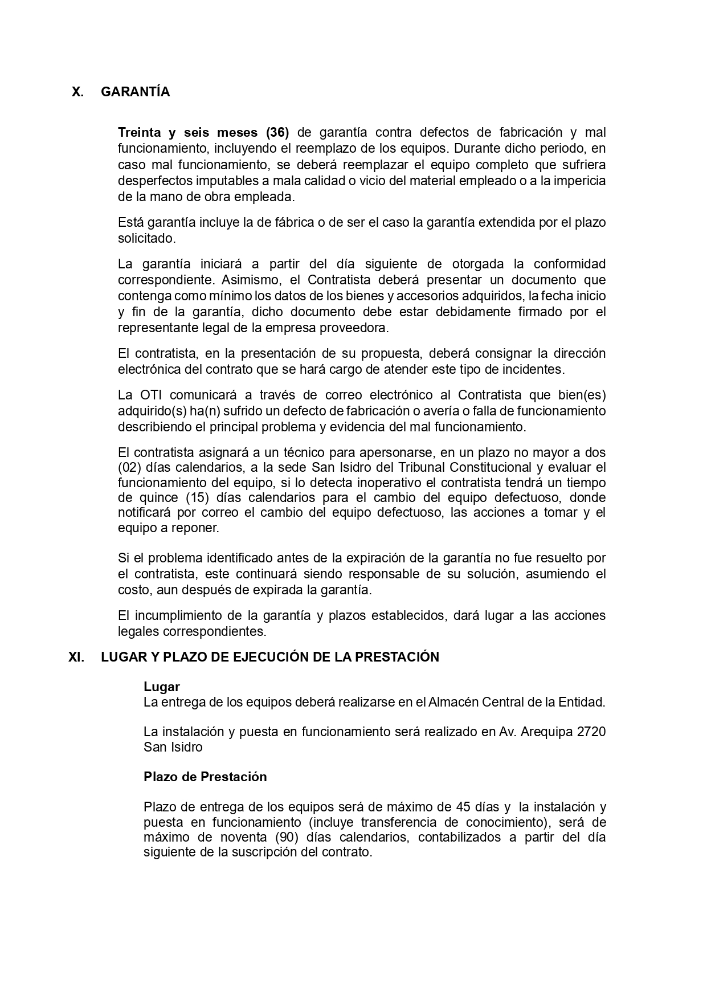 X. GARANTÍA
Treinta y seis meses (36) de garantía contra defectos de fabricación y mal
funcionamiento, incluyendo el reemplazo de los equipos. Durante dicho periodo, en
caso mal funcionamiento, se deberá reemplazar el equipo completo que sufriera
desperfectos imputables a mala calidad o vicio del material empleado o a la impericia
de la mano de obra empleada.
Está garantía incluye la de fábrica o de ser el caso la garantía extendida por el plazo
solicitado.
La garantía iniciará a partir del día siguiente de otorgada la conformidad
correspondiente. Asimismo, el Contratista deberá presentar un documento que
contenga como mínimo los datos de los bienes y accesorios adquiridos, la fecha inicio
y fin de la garantía, dicho documento debe estar debidamente firmado por el
representante legal de la empresa proveedora.
El contratista, en la presentación de su propuesta, deberá consignar la dirección
electrónica del contrato que se hará cargo de atender este tipo de incidentes.
La OTI comunicará a través de correo electrónico al Contratista que bien(es)
adquirido(s) ha(n) sufrido un defecto de fabricación o avería o falla de funcionamiento
describiendo el principal problema y evidencia del mal funcionamiento.
El contratista asignará a un técnico para apersonarse, en un plazo no mayor a dos
(02) días calendarios, a la sede San Isidro del Tribunal Constitucional y evaluar el
funcionamiento del equipo, si lo detecta inoperativo el contratista tendrá un tiempo
de quince (15) días calendarios para el cambio del equipo defectuoso, donde
notificará por correo el cambio del equipo defectuoso, las acciones a tomar y el
equipo a reponer.
Si el problema identificado antes de la expiración de la garantía no fue resuelto por
el contratista, este continuará siendo responsable de su solución, asumiendo el
costo, aun después de expirada la garantía.
El incumplimiento de la garantía y plazos establecidos, dará lugar a las acciones
legales correspondientes.
XI. LUGAR Y PLAZO DE EJECUCIÓN DE LA PRESTACIÓN
Lugar
La entrega de los equipos deberá realizarse en el Almacén Central de la Entidad.
La instalación y puesta en funcionamiento será realizado en Av. Arequipa 2720
San Isidro
Plazo de Prestación
Plazo de entrega de los equipos será de máximo de 45 días y  la instalación y
puesta en funcionamiento (incluye transferencia de conocimiento), será de
máximo de noventa (90) días calendarios, contabilizados a partir del día
siguiente de la suscripción del contrato.